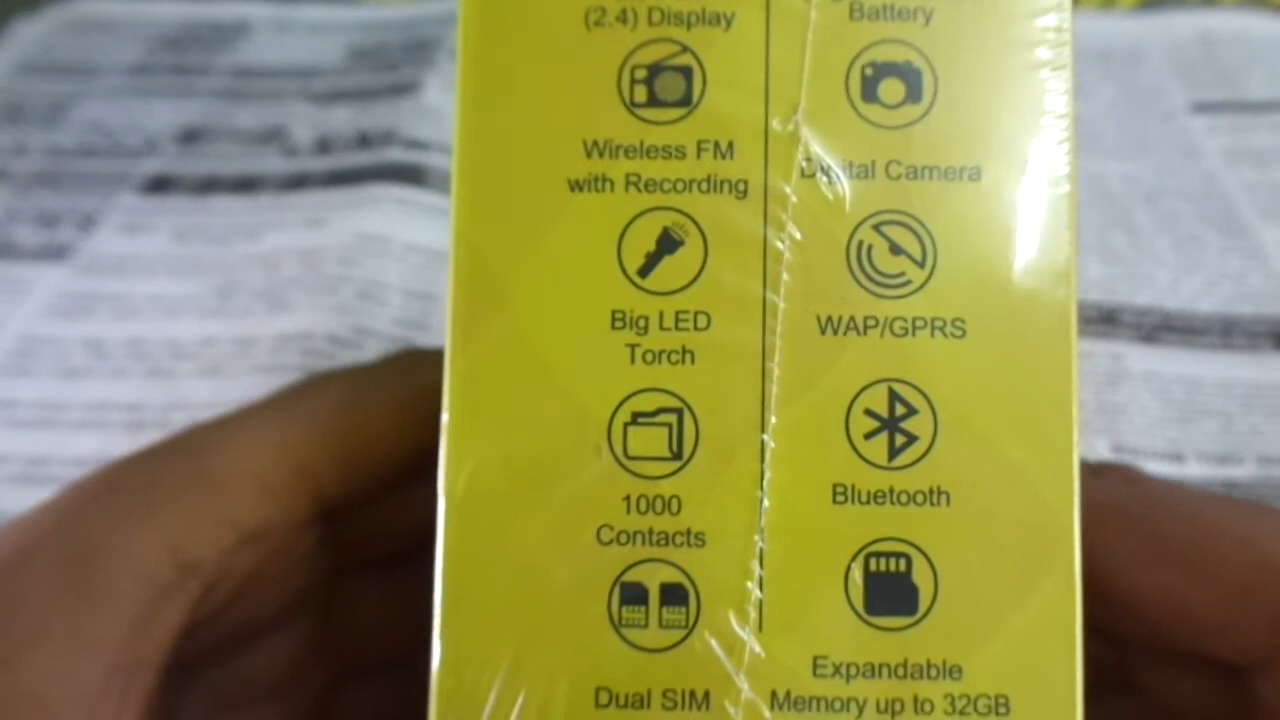 (2.4) Display
Wireless FM
with Recording
Big LED
Torch
1000
Contacts
Dual SIM
Battery
Digital Camera
WAP/GPRS
Bluetooth
Expandable
Memory up to 32GB